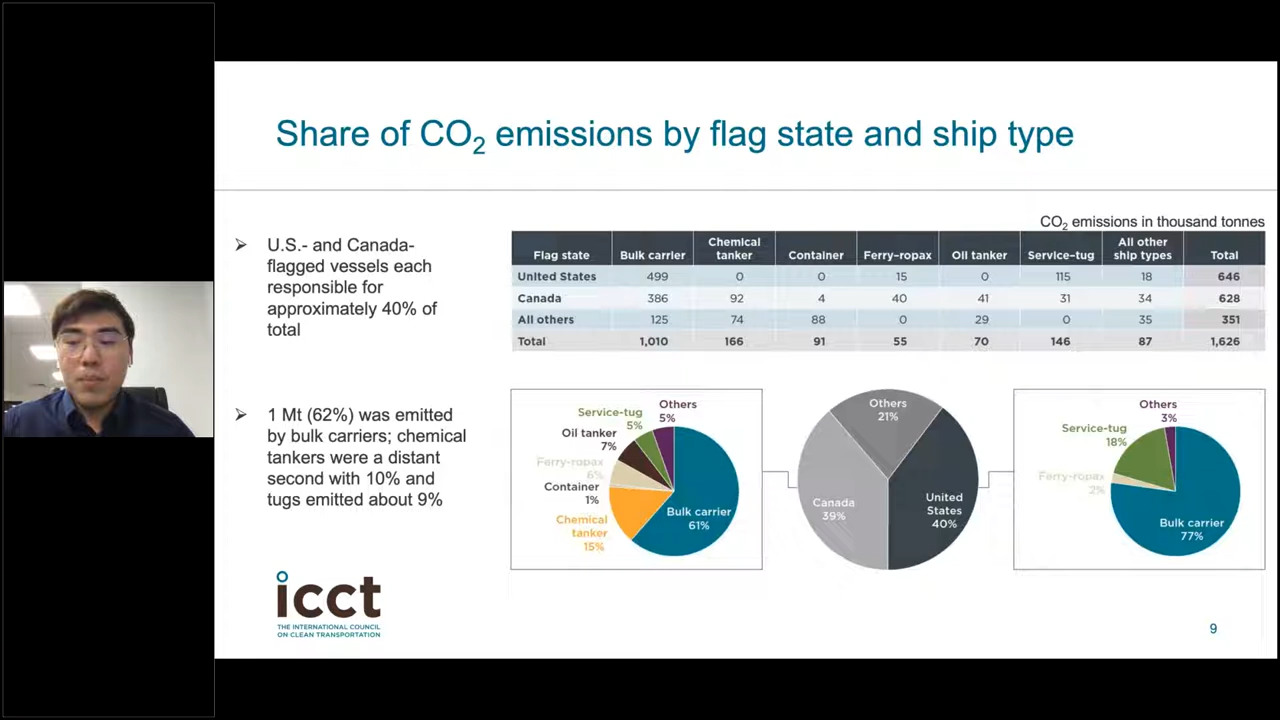 Share of CO₂ emissions by flag state and ship type
➢ U.S.- and Canada-
flagged vessels each
responsible for
approximately 40% of
total
➢ 1 Mt (62%) was emitted
by bulk carriers; chemical
tankers were a distant
second with 10% and
tugs emitted about 9%
CO₂ emissions in thousand tonnes
Flag state Bulk carrier Chemical tanker Container Ferry-ropax Oil tanker Service-tug All other ship types Total
United States 499 0 0 15 0 115 18 646
Canada 386 92 4 40 41 31 34 628
All others 125 74 88 0 29 0 35 351
Total 1,010 166 91 55 70 146 87 1,626
Others
5%
Service-tug
5%
Oil tanker
7%
Ferry-ropax
6%
Container
1%
Chemical
tanker
15%
Bulk carrier
61%
Others
21%
Canada
39%
United
States
40%
Others
3%
Service-tug
18%
Ferry-ropax
2%
Bulk carrier
77%
icct
THE INTERNATIONAL COUNCIL
ON CLEAN TRANSPORTATION
9